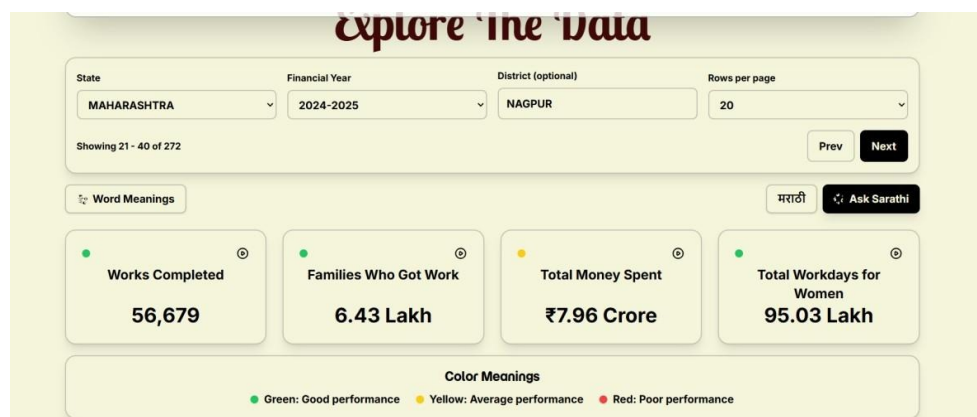 Explore The Data
State
Financial Year
District (optional)
Rows per page
MAHARASHTRA
2024-2025
NAGPUR
20
Showing 21 - 40 of 272
Prev
Next
Word Meanings
मराठी
Ask Sarathi
Works Completed
56,679
Families Who Got Work
6.43 Lakh
Total Money Spent
₹7.96 Crore
Total Workdays for
Women
95.03 Lakh
Color Meanings
Green: Good performance
Yellow: Average performance
Red: Poor performance